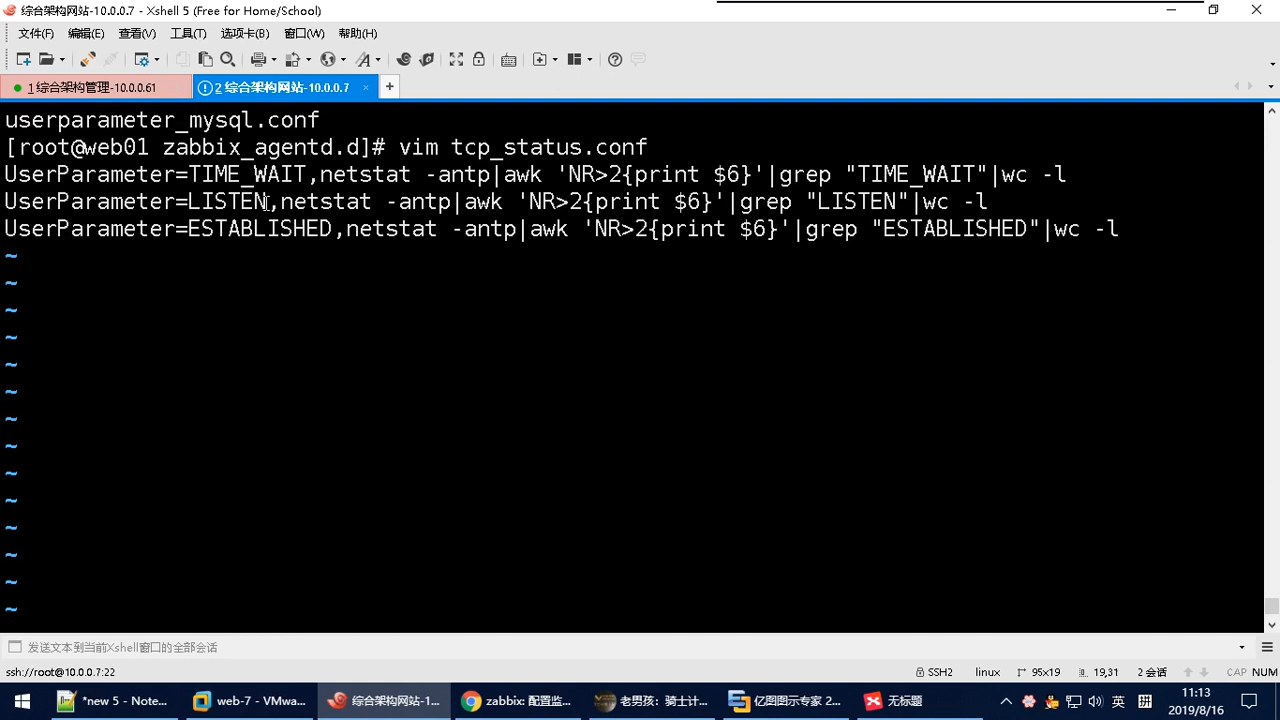 综合架构网站-10.0.0.7 - Xshell 5 (Free for Home/School)
文件(F) 编辑(E) 查看(V) 工具(T) 选项卡(B) 窗口(W) 帮助(H)
1 综合架构管理-10.0.0.61 2 综合架构网站-10.0.0.7
userparameter_mysql.conf
[root@web01 zabbix_agentd.d]# vim tcp_status.conf
UserParameter=TIME_WAIT,netstat -antp|awk 'NR>2{print $6}'|grep "TIME_WAIT"|wc -l
UserParameter=LISTEN,netstat -antp|awk 'NR>2{print $6}'|grep "LISTEN"|wc -l
UserParameter=ESTABLISHED,netstat -antp|awk 'NR>2{print $6}'|grep "ESTABLISHED"|wc -l
~
~
~
~
~
~
~
~
~
~
~
~
~
~
发送文本到当前Xshell窗口的全部会话
ssh://root@10.0.0.7:22 SSH2 linux 95x19 19,31 2 会话 CAP NUM
*new 5 - Note... web-7 - VMwa... 综合架构网站-1... zabbix: 配置监... 老男孩：骑士计... 亿图图示专家 2... 无标题 英 拼 11:13
2019/8/16